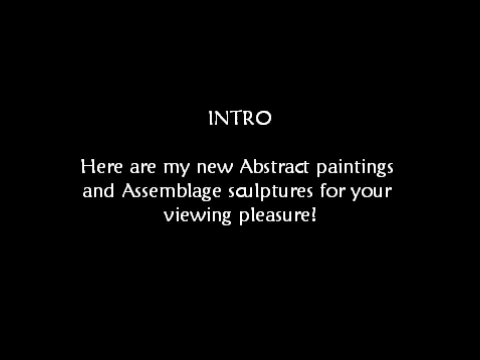 INTRO
Here are my new Abstract paintings
and Assemblage sculptures for your
viewing pleasure!